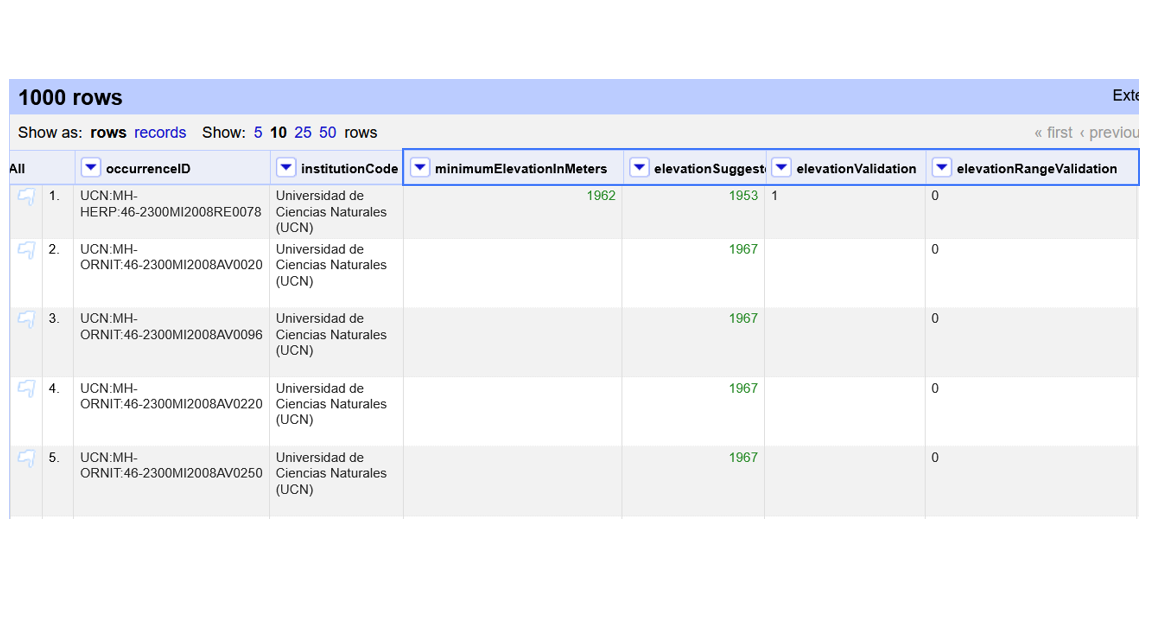 1000 rows
Exte
Show as: rows records Show: 5 10 25 50 rows
« first ‹ previou
All occurrenceID institutionCode minimumElevationInMeters elevationSuggest elevationValidation elevationRangeValidation
1. UCN:MH- Universidad de 1962 1953 1 0
HERP:46-2300MI2008RE0078 Ciencias Naturales
(UCN)
2. UCN:MH- Universidad de 1967 0
ORNIT:46-2300MI2008AV0020 Ciencias Naturales
(UCN)
3. UCN:MH- Universidad de 1967 0
ORNIT:46-2300MI2008AV0096 Ciencias Naturales
(UCN)
4. UCN:MH- Universidad de 1967 0
ORNIT:46-2300MI2008AV0220 Ciencias Naturales
(UCN)
5. UCN:MH- Universidad de 1967 0
ORNIT:46-2300MI2008AV0250 Ciencias Naturales
(UCN)